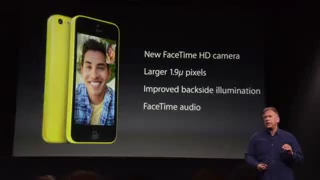 New FaceTime HD camera
Larger 1.9µ pixels
Improved backside illumination
FaceTime audio